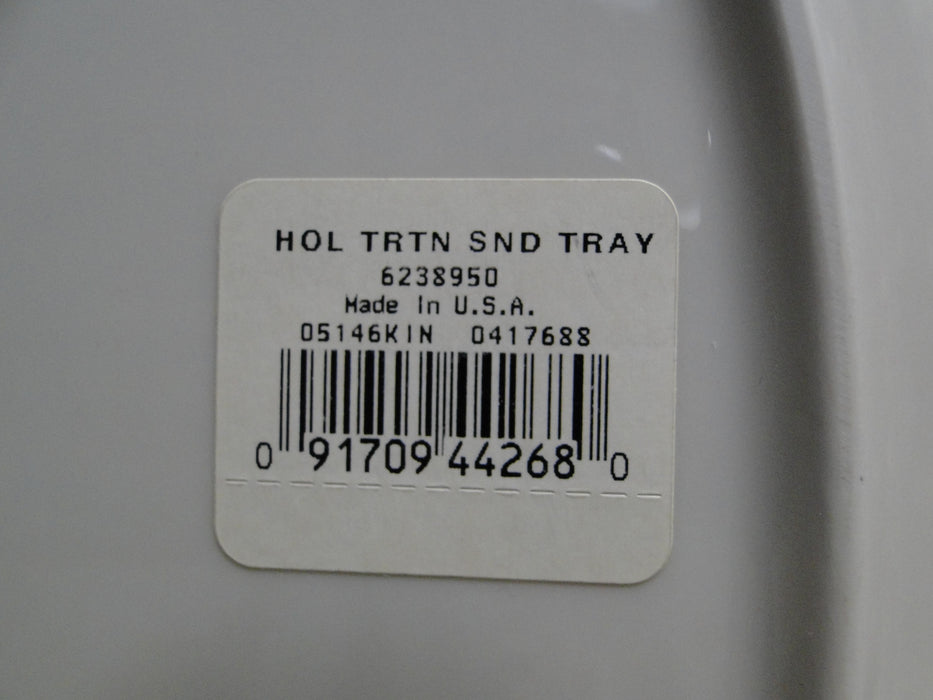 HOL TRTN SND TRAY
6238950
Made In U.S.A.
05146KIN 0417688
0 91709 44268 0